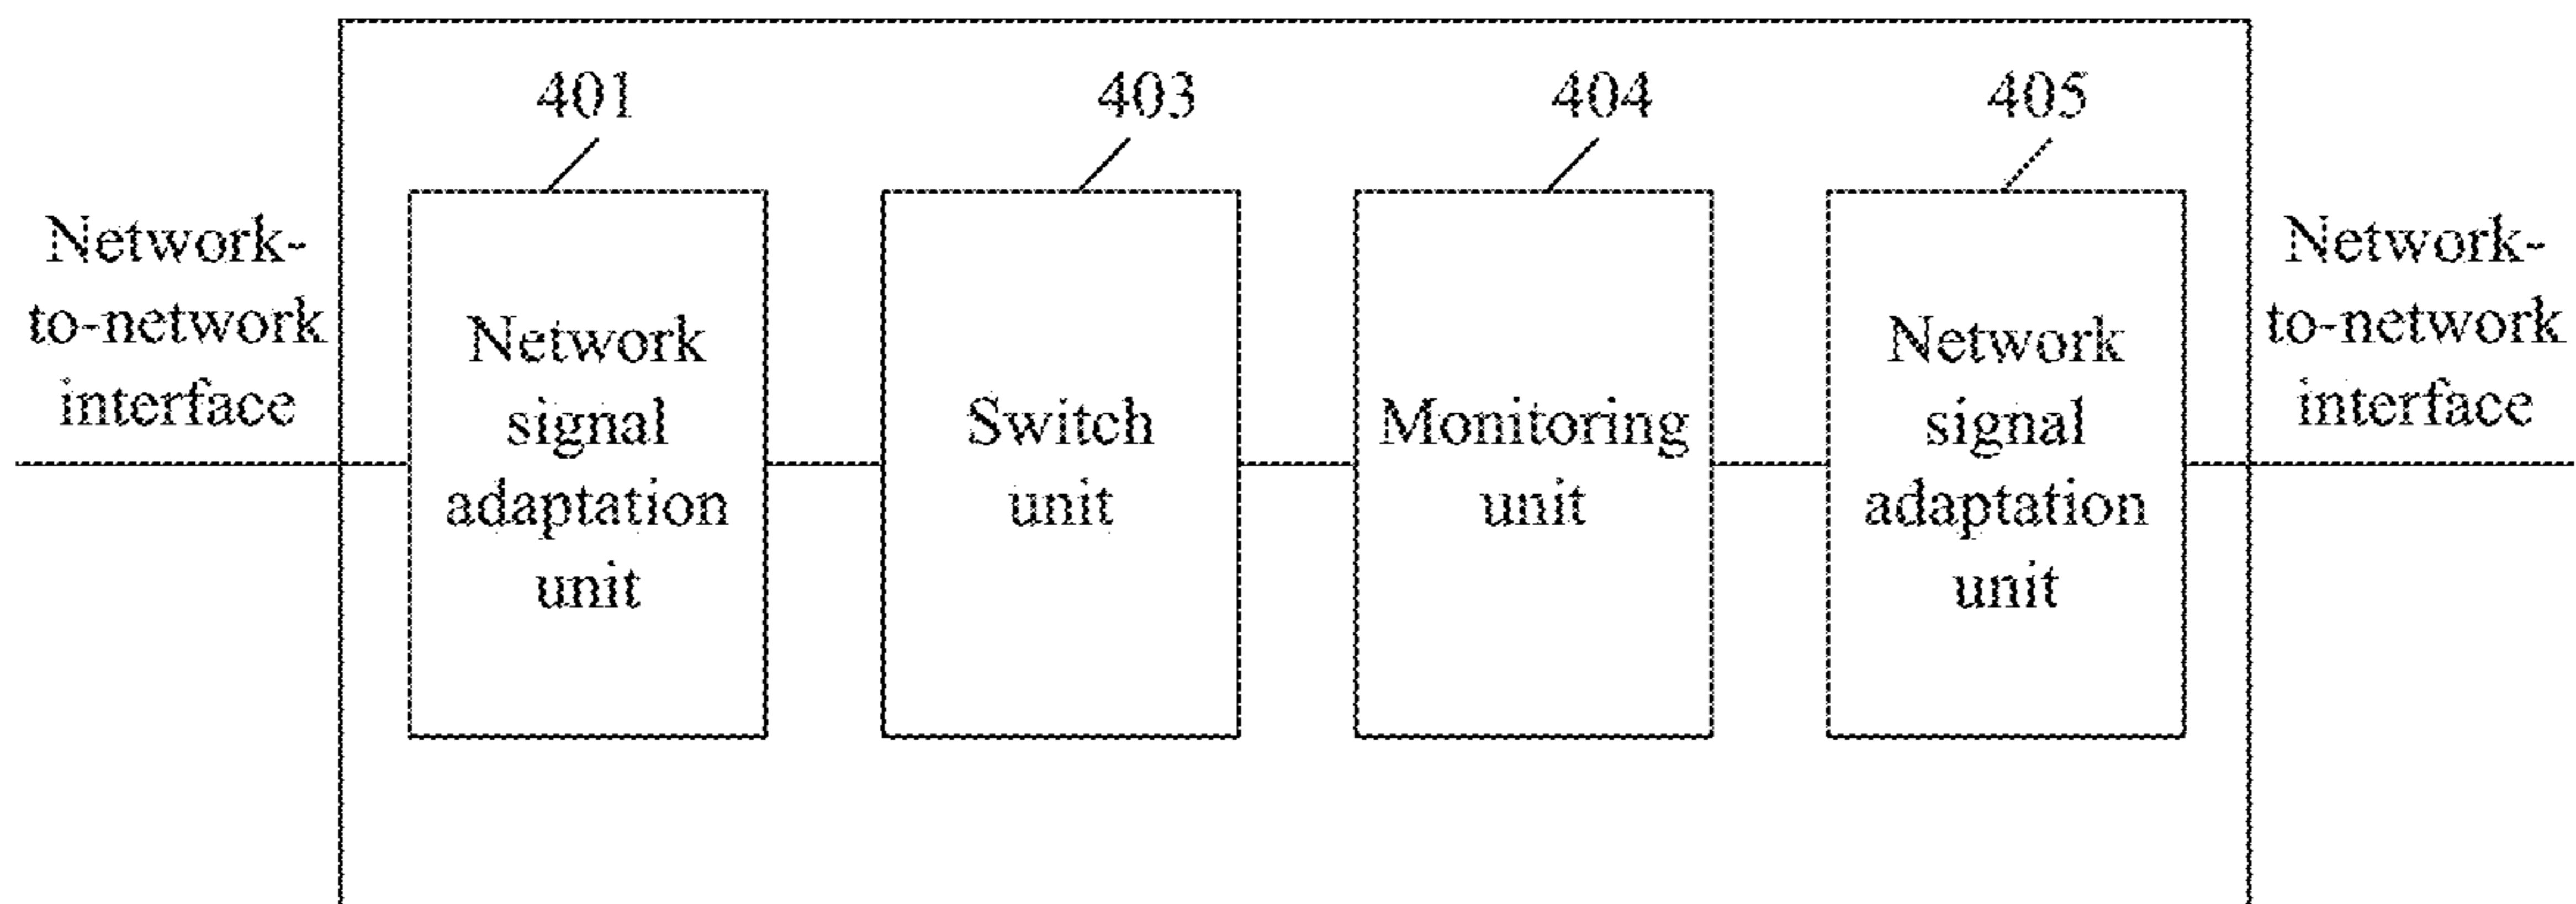 401
403
404
405
Network-
to-network
interface
Network
signal
adaptation
unit
Switch
unit
Monitoring
unit
Network
signal
adaptation
unit
Network-
to-network
interface